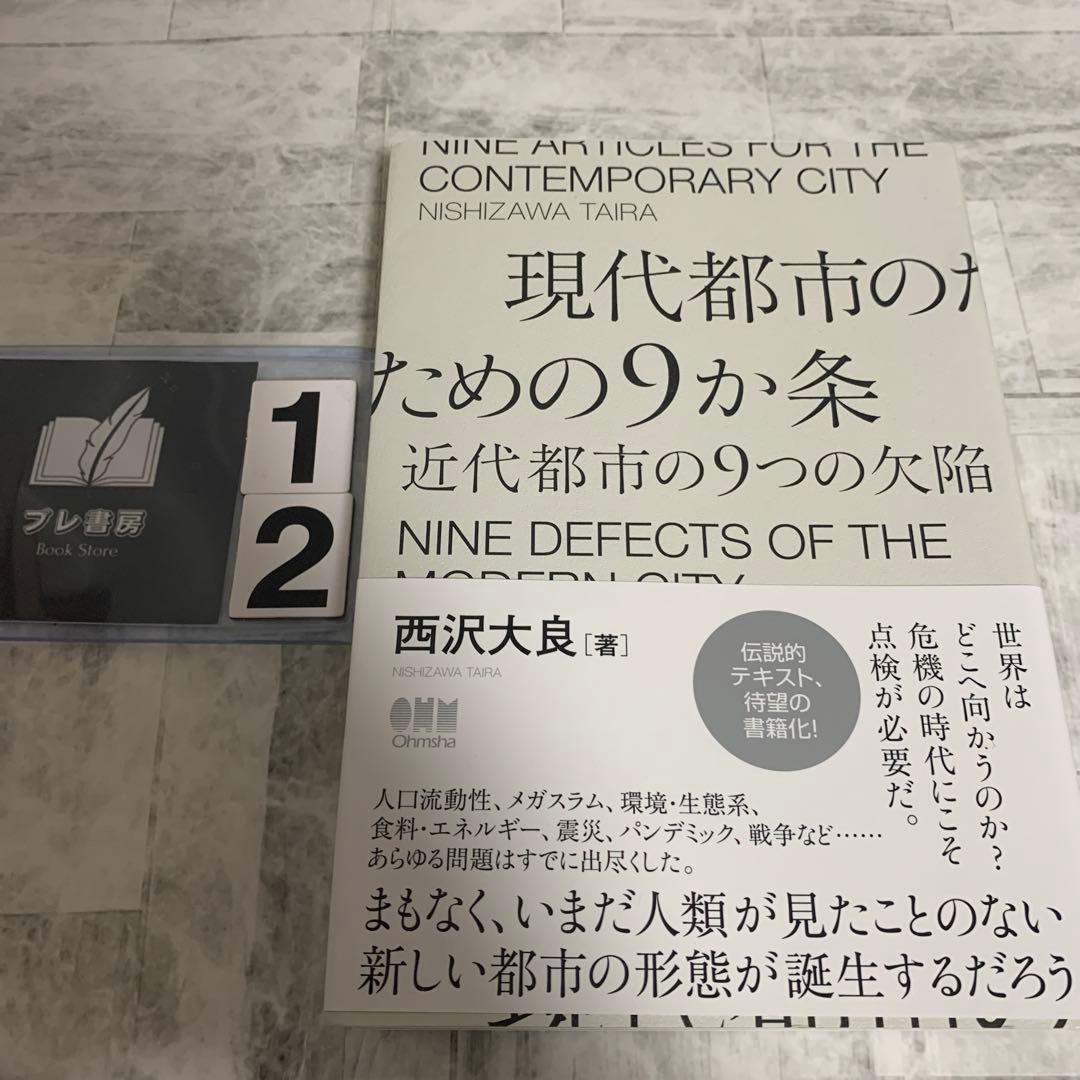 NINE ARTICLES FOR THE
CONTEMPORARY CITY
NISHIZAWA TAIRA
現代都市のた
ための9か条
近代都市の9つの欠陥
NINE DEFECTS OF THE
MODERN CITY
ブレ書房
Book Store
1
2
西沢大良[著]
NISHIZAWA TAIRA
OHM
Ohmsha
伝説的
テキスト、
待望の
書籍化!
世界は
どこへ向かうのか?
危機の時代にこそ
点検が必要だ。
人口流動性、メガスラム、環境・生態系、
食料・エネルギー、震災、パンデミック、戦争など……
あらゆる問題はすでに出尽くした。
まもなく、いまだ人類が見たことのない
新しい都市の形態が誕生するだろう